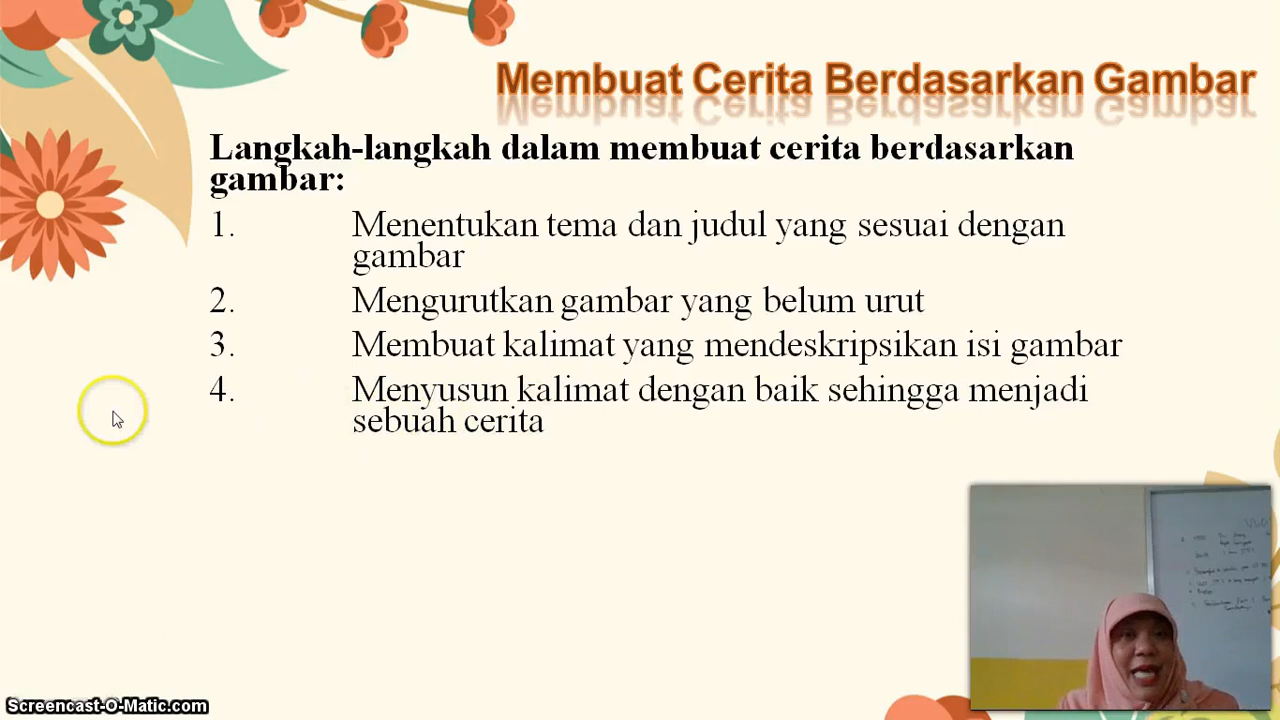 Membuat Cerita Berdasarkan Gambar
Langkah-langkah dalam membuat cerita berdasarkan
gambar:
1. Menentukan tema dan judul yang sesuai dengan
gambar
2. Mengurutkan gambar yang belum urut
3. Membuat kalimat yang mendeskripsikan isi gambar
4. Menyusun kalimat dengan baik sehingga menjadi
sebuah cerita
Screencast-O-Matic.com